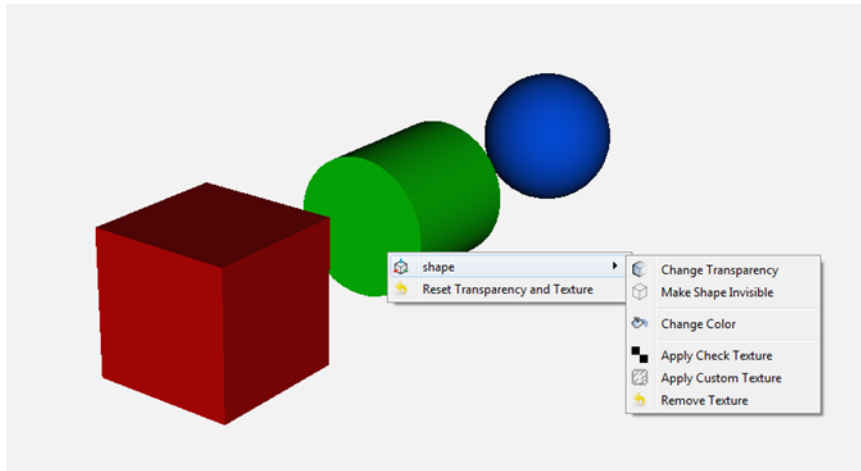 shape
Reset Transparency and Texture
Change Transparency
Make Shape Invisible
Change Color
Apply Check Texture
Apply Custom Texture
Remove Texture